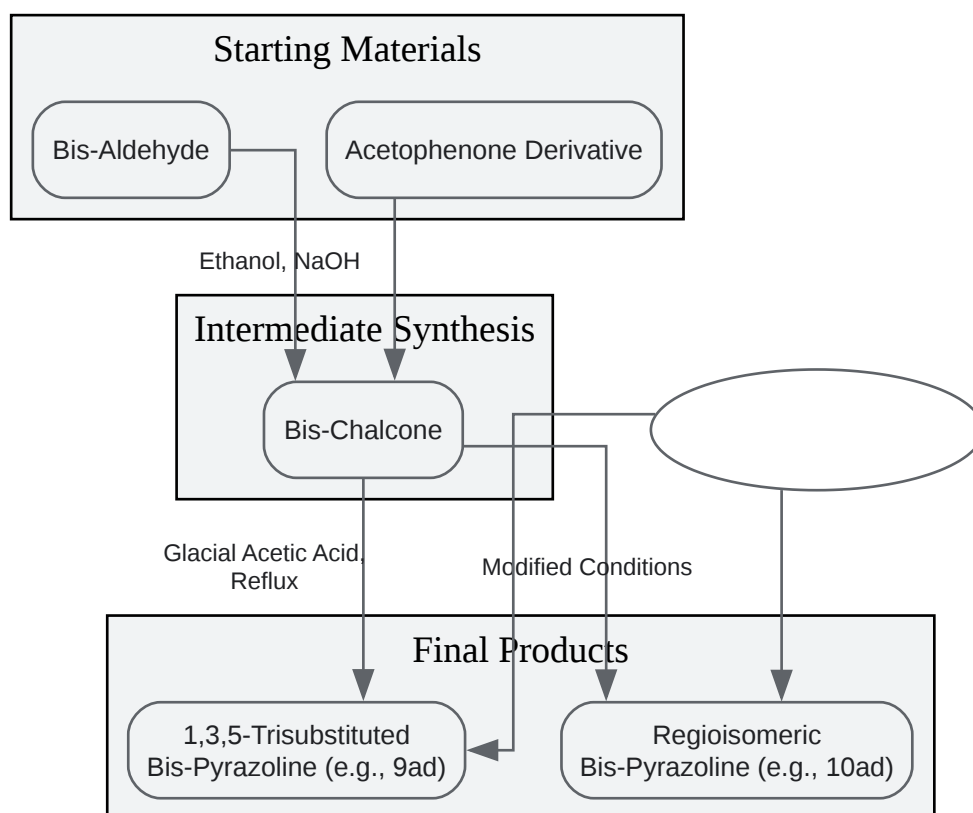 Starting Materials
Bis-Aldehyde
Acetophenone Derivative
Ethanol, NaOH
Intermediate Synthesis
Bis-Chalcone
Glacial Acetic Acid,
Reflux
Modified Conditions
Final Products
1,3,5-Trisubstituted
Bis-Pyrazoline (e.g., 9ad)
Regioisomeric
Bis-Pyrazoline (e.g., 10ad)